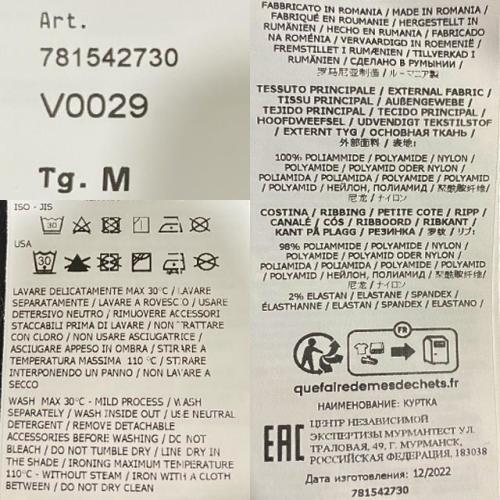 Art.
781542730
V0029
Tg. M
ISO - JIS
USA
30
30
LAVARE DELICATAMENTE MAX 30°C / LAVARE
SEPARATAMENTE / LAVARE A ROVESCIO / USARE
DETERSIVO NEUTRO / RIMUOVERE ACCESSORI
STACCABILI PRIMA DI LAVARE / NON TRATTARE
CON CLORO / NON USARE ASCIUGATRICE /
ASCIUGARE APPESO IN OMBRA / STIRARE A
TEMPERATURA MASSIMA 110 °C / STIRARE
INTERPONENDO UN PANNO / NON LAVARE A
SECCO
WASH MAX 30°C - MILD PROCESS / WASH
SEPARATELY / WASH INSIDE OUT / USE NEUTRAL
DETERGENT / REMOVE DETACHABLE
ACCESSORIES BEFORE WASHING / DO NOT
BLEACH / DO NOT TUMBLE DRY / LINE DRY IN
THE SHADE / IRONING MAXIMUM TEMPERATURE
110°C - WITHOUT STEAM / IRON WITH A CLOTH
BETWEEN / DO NOT DRY CLEAN
FABBRICATO IN ROMANIA / MADE IN ROMANIA /
FABRIQUÉ EN ROUMANIE / HERGESTELLT IN
RUMÄNIEN / HECHO EN RUMANIA / FABRICADO
NA ROMÉNIA / VERVAARDIGD IN ROEMENIË /
FREMSTILLET I RUMÆNIEN / TILLVERKAD I
RUMÄNIEN / СДЕЛАНО В РУМЫНИИ /
罗马尼亚制造 / ルーマニア製
TESSUTO PRINCIPALE / EXTERNAL FABRIC /
TISSU PRINCIPAL / AUßENGEWEBE /
TEJIDO PRINCIPAL / TECIDO PRINCIPAL /
HOOFDWEEFSEL / UDVENDIGT TEKSTILSTOF
/ EXTERNT TYG / ОСНОВНАЯ ТКАНЬ /
外部面料 / 表地:
100% POLIAMMIDE / POLYAMIDE / NYLON /
POLYAMID / POLYAMID ODER NYLON /
POLIAMIDA / POLIAMIDA / POLYAMIDE / POLYAMID /
POLYAMID / НЕЙЛОН, ПОЛИАМИД / 聚酰胺纤维/
尼龙 / ナイロン
COSTINA / RIBBING / PETITE COTE / RIPP /
CANALÉ / CÓS / RIBBOORD / RIBKANT /
KANT PÅ PLAGG / РЕЗИНКА / 罗纹 / リブ:
98% POLIAMMIDE / POLYAMIDE / NYLON /
POLYAMID / POLYAMID ODER NYLON /
POLIAMIDA / POLIAMIDA / POLYAMIDE / POLYAMID /
POLYAMID / НЕЙЛОН, ПОЛИАМИД / 聚酰胺纤维/
尼龙 / ナイロン
2% ELASTAN / ELASTANE / SPANDEX /
ÉLASTHANNE / ELASTAN / SPANDEX / ELASTANO /
FR
quefairedemesdechets.fr
НАИМЕНОВАНИЕ: КУРТКА
EAC
ЦЕНТР НЕЗАВИСИМОЙ
ЭКСПЕРТИЗЫ МУРМАНТЕСТ УЛ.
ТРАЛОВАЯ, 49, Г. МУРМАНСК,
РОССИЙСКАЯ ФЕДЕРАЦИЯ, 183038
Дата изготовления: 12/2022
781542730